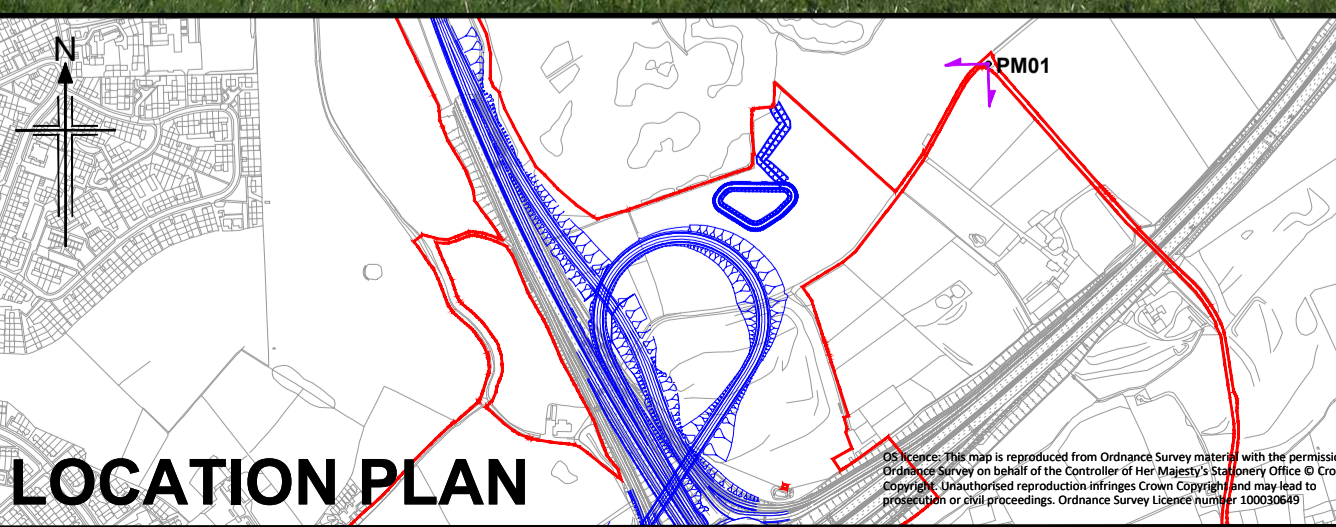 N
PM01
LOCATION PLAN
OS licence: This map is reproduced from Ordnance Survey material with the
Ordnance Survey on behalf of the Controller of Her Majesty's Stationery Office ©
Copyright. Unauthorised reproduction infringes Crown Copyright and may lead to
prosecution or civil proceedings. Ordnance Survey Licence number 100030649